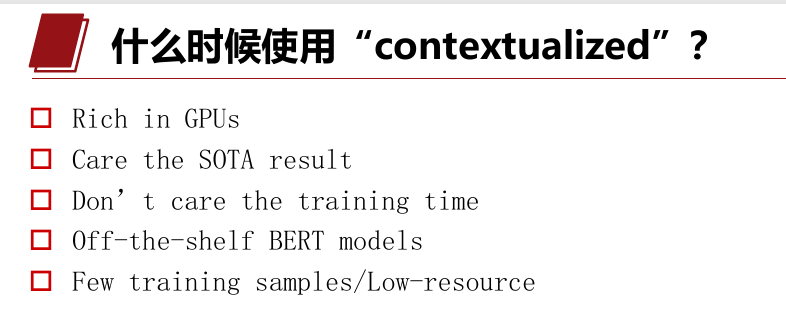 什么时候使用“contextualized”？
Rich in GPUs
Care the SOTA result
Don’t care the training time
Off-the-shelf BERT models
Few training samples/Low-resource